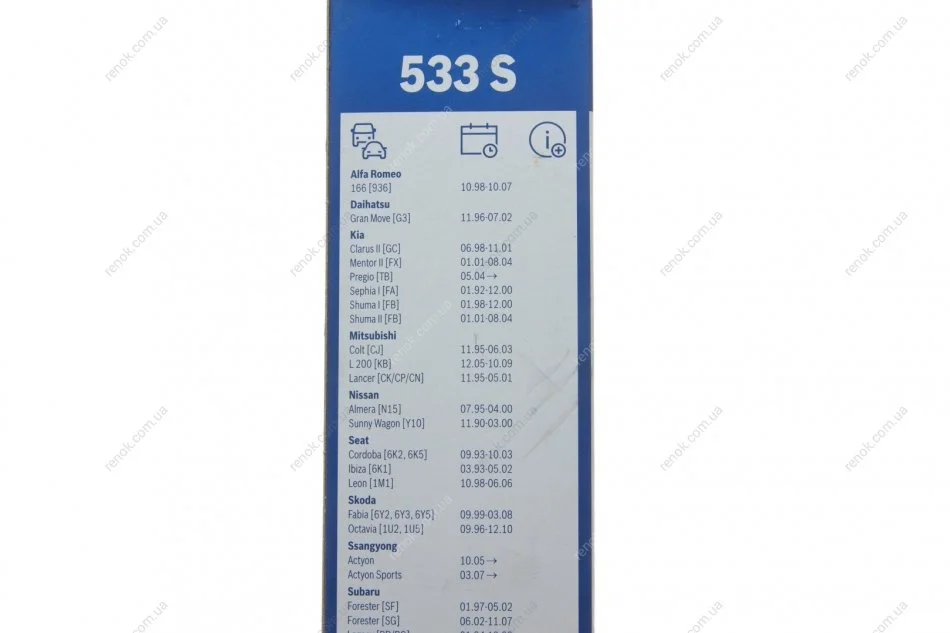 533 S
Alfa Romeo
166 [936] 10.98-10.07
Daihatsu
Gran Move [G3] 11.96-07.02
Kia
Clarus II [GC] 06.98-11.01
Mentor II [FX] 01.01-08.04
Pregio [TB] 05.04→
Sephia I [FA] 01.92-12.00
Shuma I [FB] 01.98-12.00
Shuma II [FB] 01.01-08.04
Mitsubishi
Colt [CJ] 11.95-06.03
L 200 [KB] 12.05-10.09
Lancer [CK/CP/CN] 11.95-05.01
Nissan
Almera [N15] 07.95-04.00
Sunny Wagon [Y10] 11.90-03.00
Seat
Cordoba [6K2, 6K5] 09.93-10.03
Ibiza [6K1] 03.93-05.02
Leon [1M1] 10.98-06.06
Skoda
Fabia [6Y2, 6Y3, 6Y5] 09.99-03.08
Octavia [1U2, 1U5] 09.96-12.10
Ssangyong
Actyon 10.05→
Actyon Sports 03.07→
Subaru
Forester [SF] 01.97-05.02
Forester [SG] 06.02-11.07
renok.com.ua